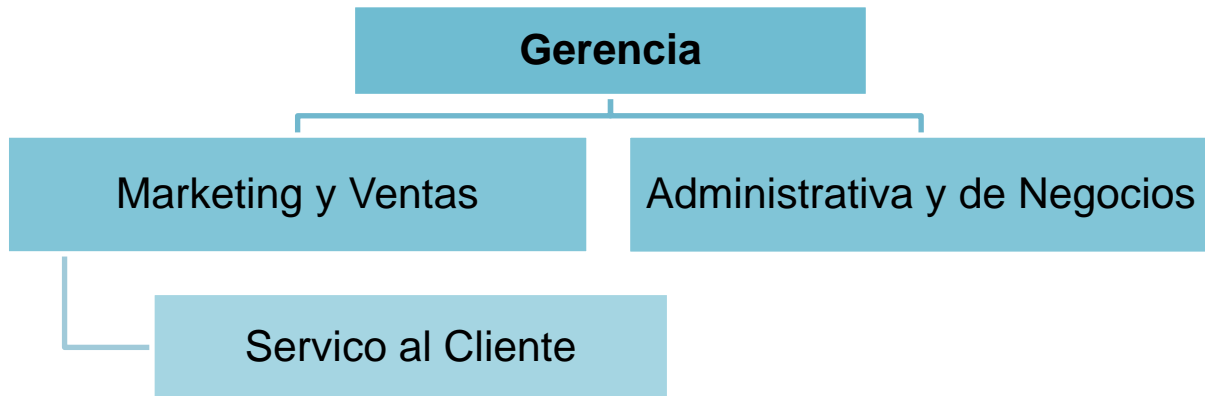 Gerencia
Marketing y Ventas
Administrativa y de Negocios
Servico al Cliente